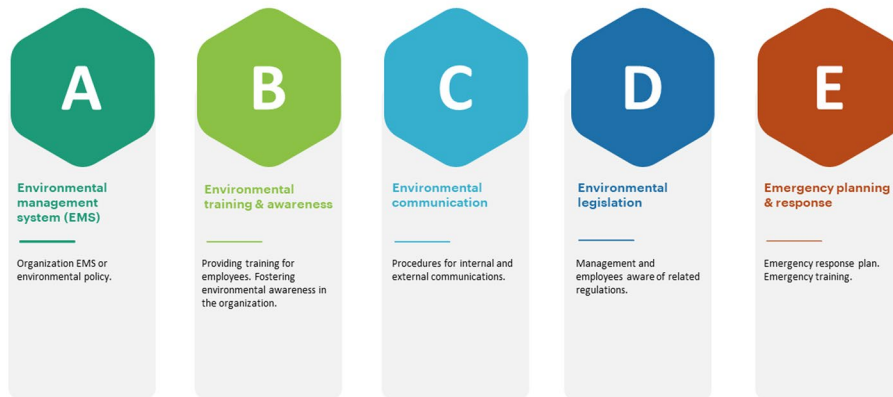 A
Environmental
management
system (EMS)
Organization EMS or
environmental policy.
B
Environmental
training & awareness
Providing training for
employees. Fostering
environmental awareness in
the organization.
C
Environmental
communication
Procedures for internal and
external communications.
D
Environmental
legislation
Management and
employees aware of related
regulations.
E
Emergency planning
& response
Emergency response plan.
Emergency training.